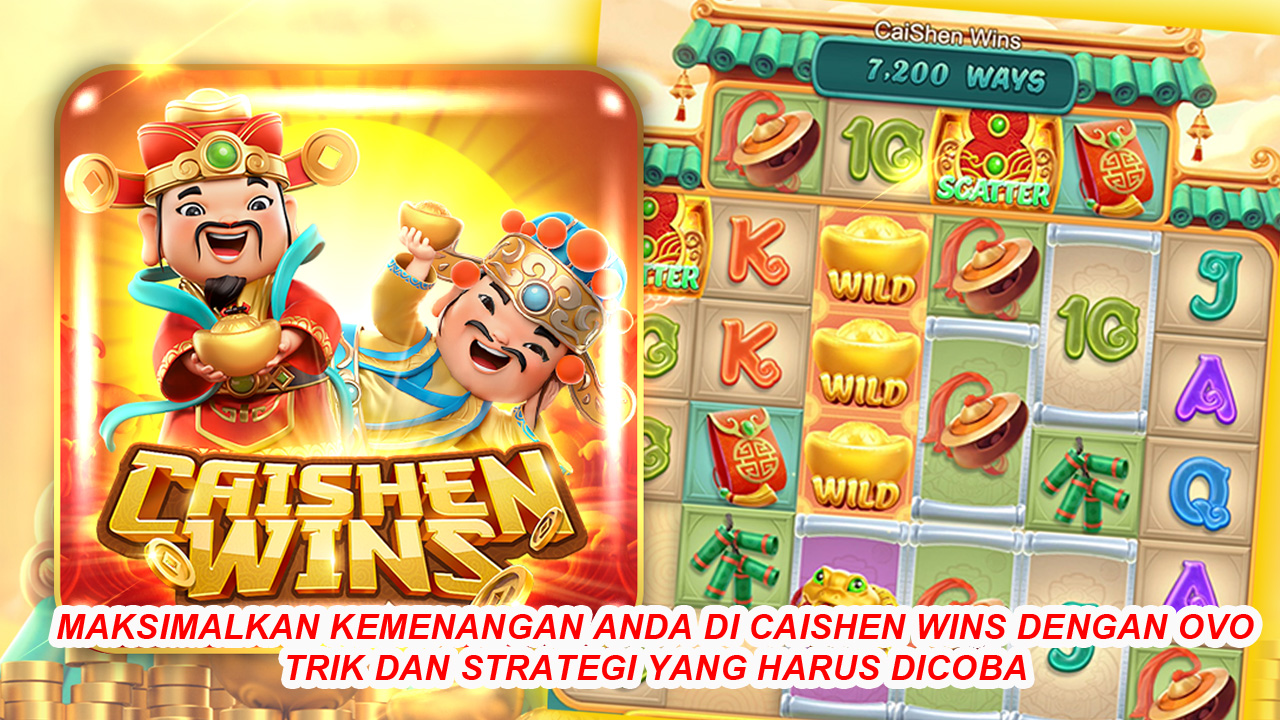 CaiShen Wins
7,200 WAYS
10
SCATTER
SCATTER
K
WILD
10
J
K
WILD
A
WILD
Q
A
J
CAISHEN
WINS
MAKSIMALKAN KEMENANGAN ANDA DI CAISHEN WINS DENGAN OVO
TRIK DAN STRATEGI YANG HARUS DICOBA